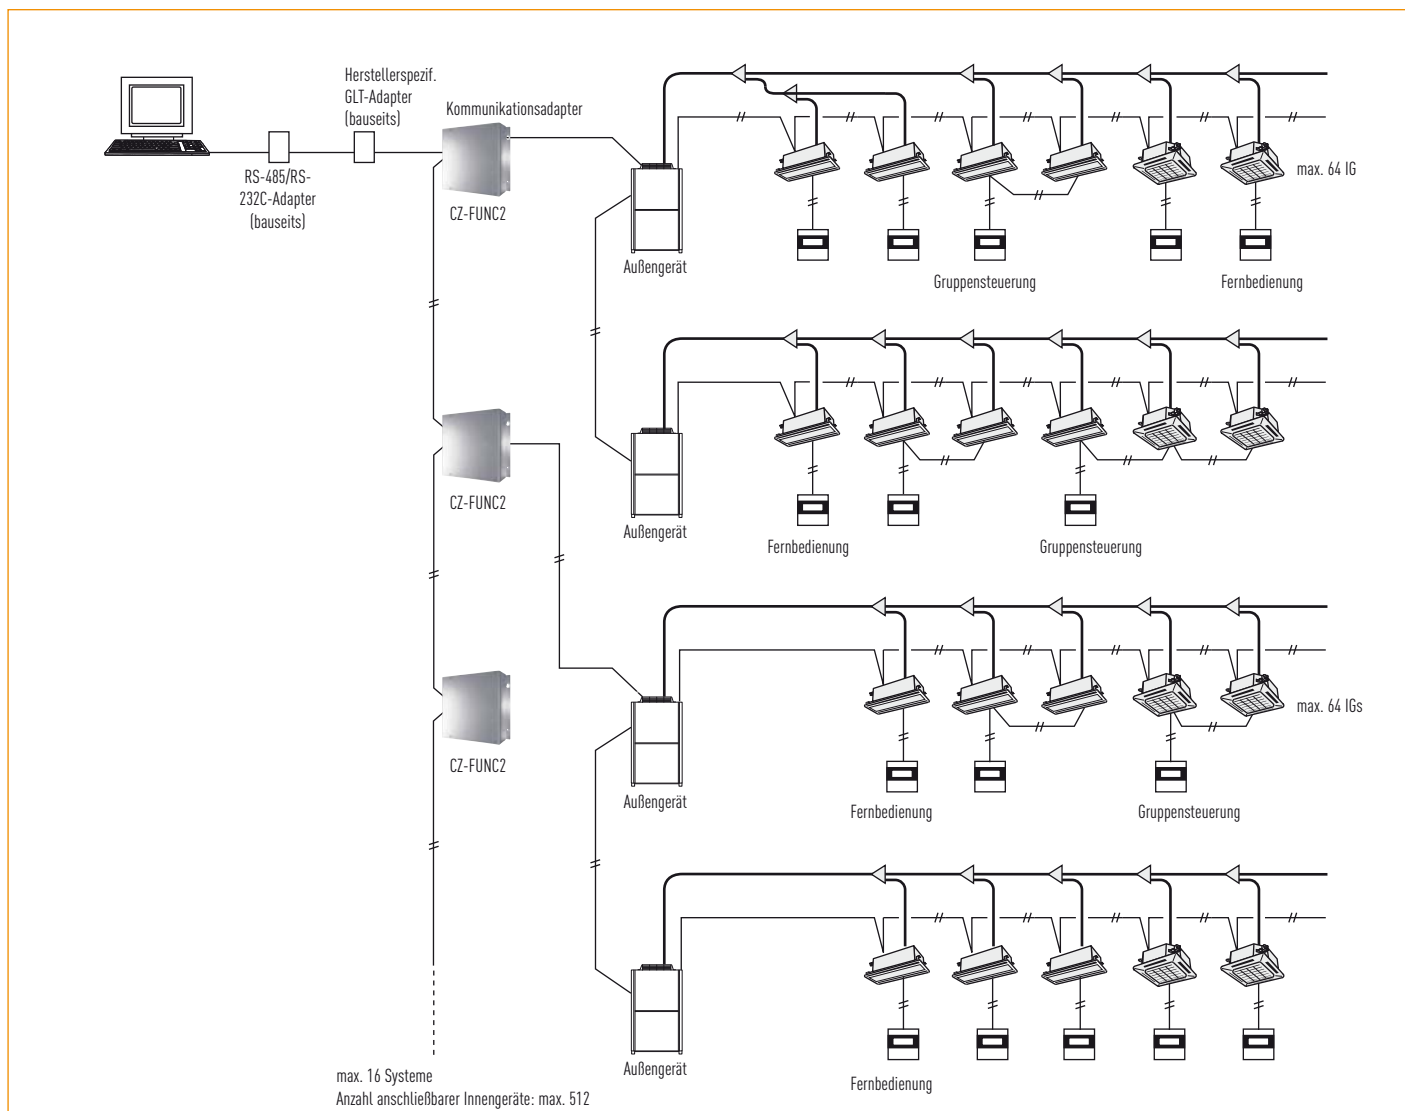 Herstellerspezif.
GLT-Adapter
(bauseits)
Kommunikationsadapter
RS-485/RS-
232C-Adapter
(bauseits)
CZ-FUNC2
max. 64 IG
Außengerät
Gruppensteuerung
Fernbedienung
CZ-FUNC2
Außengerät
Fernbedienung
Gruppensteuerung
max. 64 IGs
CZ-FUNC2
Außengerät
Fernbedienung
Gruppensteuerung
Außengerät
Fernbedienung
max. 16 Systeme
Anzahl anschließbarer Innengeräte: max. 512